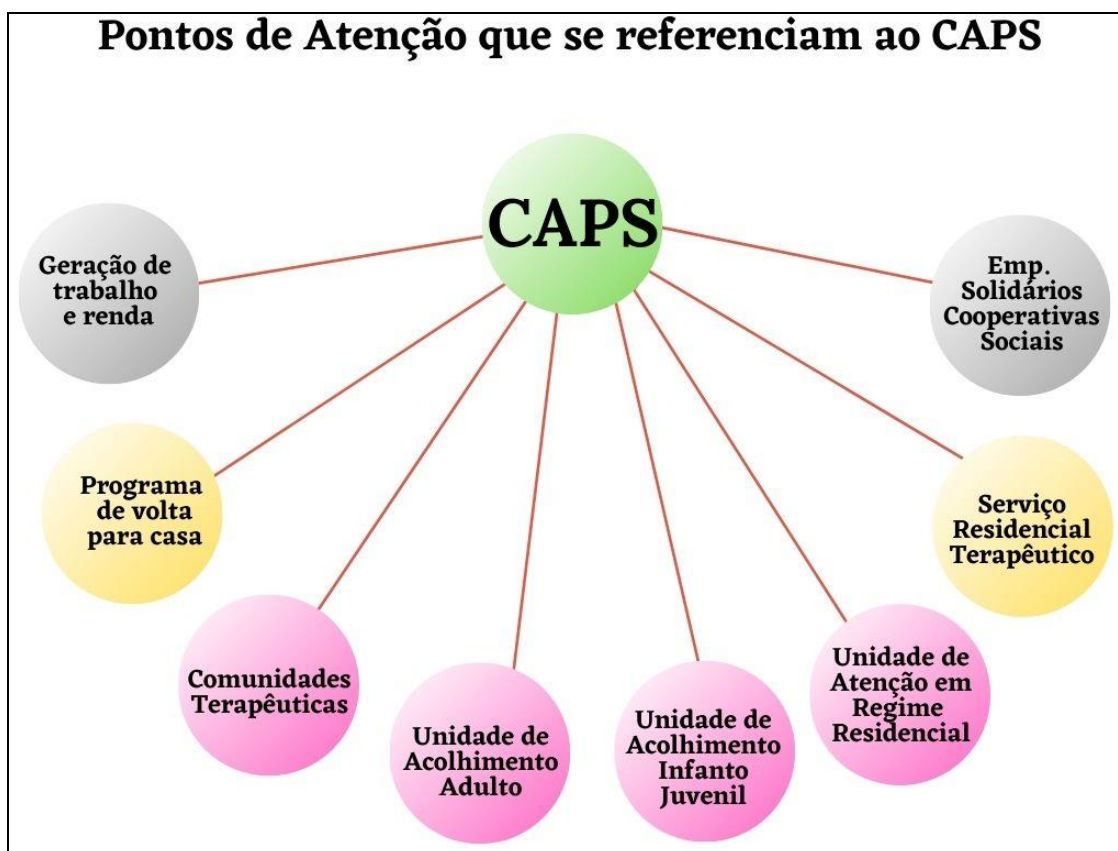 Pontos de Atenção que se referenciam ao CAPS
CAPS
Geração de
trabalho
e renda
Emp.
Solidários
Cooperativas
Sociais
Programa
de volta
para casa
Serviço
Residencial
Terapêutico
Comunidades
Terapêuticas
Unidade de
Acolhimento
Adulto
Unidade de
Acolhimento
Infanto
Juvenil
Unidade de
Atenção em
Regime
Residencial